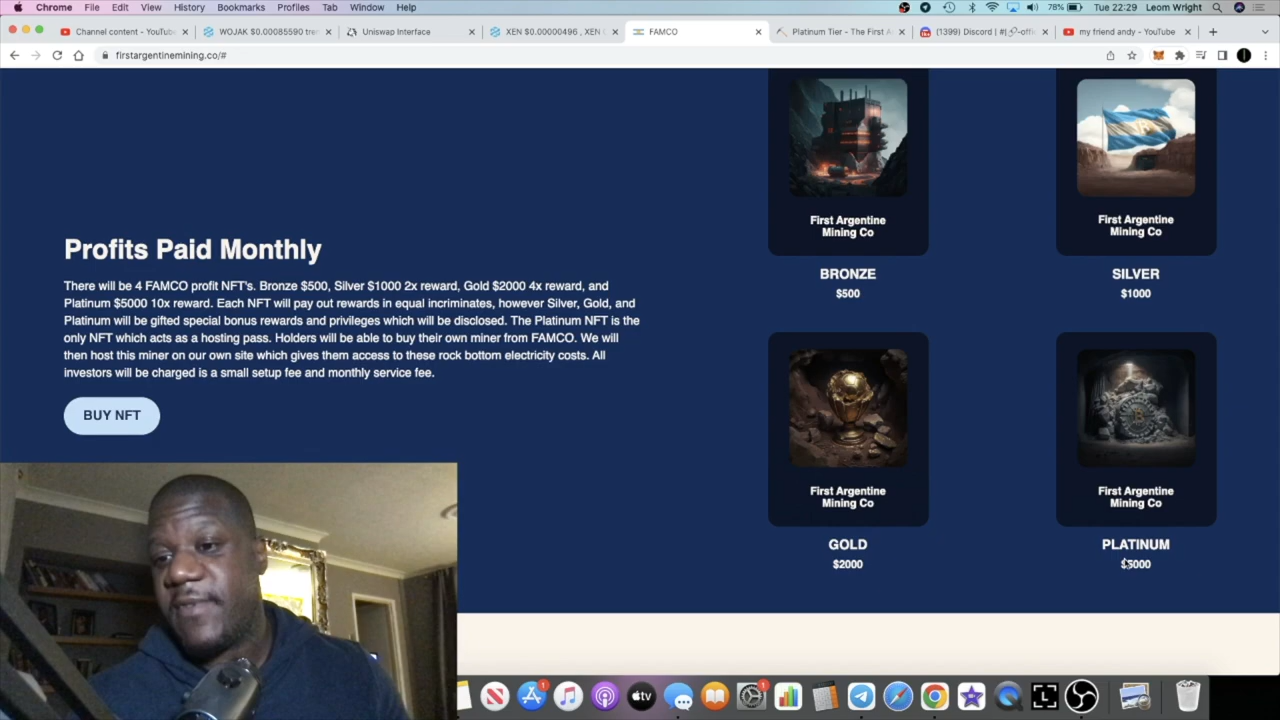 Chrome File Edit View History Bookmarks Profiles Tab Window Help
78% Tue 22:29 Leom Wright
Channel content - YouTube
WOJAK $0.00085590 tre
Uniswap Interface
XEN $0.00000496 , XEN
FAMCO
Platinum Tier - The First A
(1399) Discord | #
my friend andy - YouTube
firstargentinemining.co/#
First Argentine
Mining Co
BRONZE
$500
First Argentine
Mining Co
SILVER
$1000
Profits Paid Monthly
There will be 4 FAMCO profit NFT's. Bronze $500, Silver $1000 2x reward, Gold $2000 4x reward, and
Platinum $5000 10x reward. Each NFT will pay out rewards in equal incriminates, however Silver, Gold, and
Platinum will be gifted special bonus rewards and privileges which will be disclosed. The Platinum NFT is the
only NFT which acts as a hosting pass. Holders will be able to buy their own miner from FAMCO. We will
then host this miner on our own site which gives them access to these rock bottom electricity costs. All
investors will be charged is a small setup fee and monthly service fee.
BUY NFT
First Argentine
Mining Co
GOLD
$2000
First Argentine
Mining Co
PLATINUM
$5000
tv